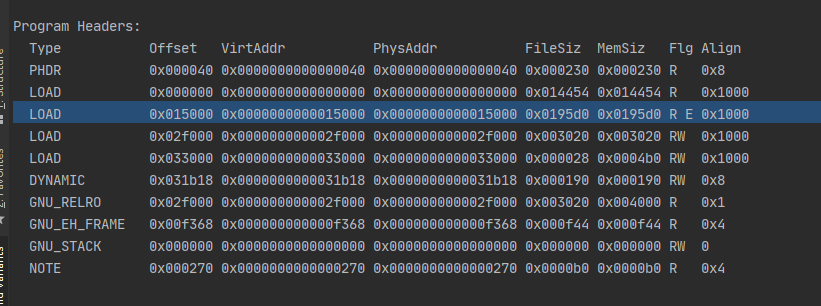 Program Headers:
Type Offset VirtAddr PhysAddr FileSiz MemSiz Flg Align
PHDR 0x000040 0x0000000000000040 0x0000000000000040 0x000230 0x000230 R 0x8
LOAD 0x000000 0x0000000000000000 0x0000000000000000 0x014454 0x014454 R 0x1000
LOAD 0x015000 0x0000000000015000 0x0000000000015000 0x0195d0 0x0195d0 R E 0x1000
LOAD 0x02f000 0x000000000002f000 0x000000000002f000 0x003020 0x003020 RW 0x1000
LOAD 0x033000 0x0000000000033000 0x0000000000033000 0x000028 0x0004b0 RW 0x1000
DYNAMIC 0x031b18 0x0000000000031b18 0x0000000000031b18 0x000190 0x000190 RW 0x8
GNU_RELRO 0x02f000 0x000000000002f000 0x000000000002f000 0x003020 0x004000 R 0x1
GNU_EH_FRAME 0x00f368 0x000000000000f368 0x000000000000f368 0x000f44 0x000f44 R 0x4
GNU_STACK 0x000000 0x0000000000000000 0x0000000000000000 0x000000 0x000000 RW 0
NOTE 0x000270 0x0000000000000270 0x0000000000000270 0x0000b0 0x0000b0 R 0x4